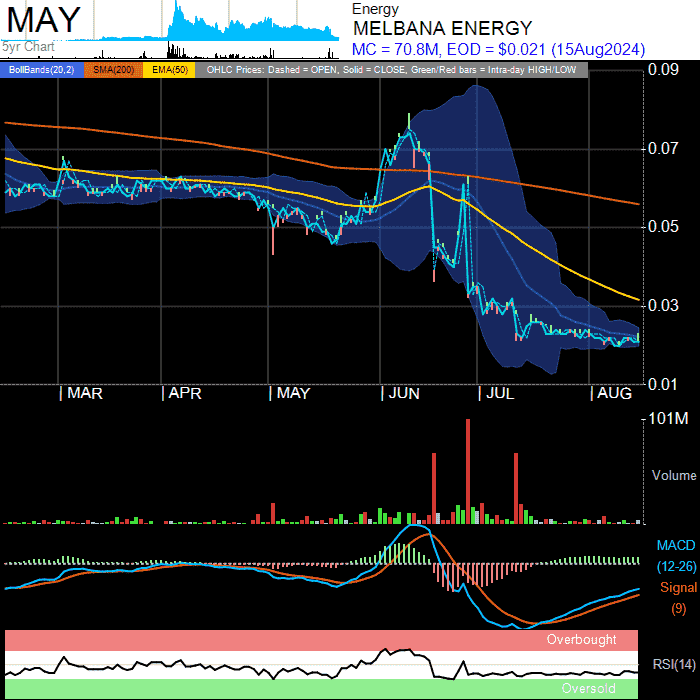 MAY
5yr Chart
Energy
MELBANA ENERGY
MC = 70.8M, EOD = $0.021 (15Aug2024)
BollBands(20,2) SMA(200) EMA(50) OHLC Prices: Dashed = OPEN, Solid = CLOSE, Green/Red bars = Intra-day HIGH/LOW
0.09
0.07
0.05
0.03
0.01
MAR APR MAY JUN JUL AUG
101M
Volume
MACD
(12-26)
Signal
(9)
Overbought
RSI(14)
Oversold